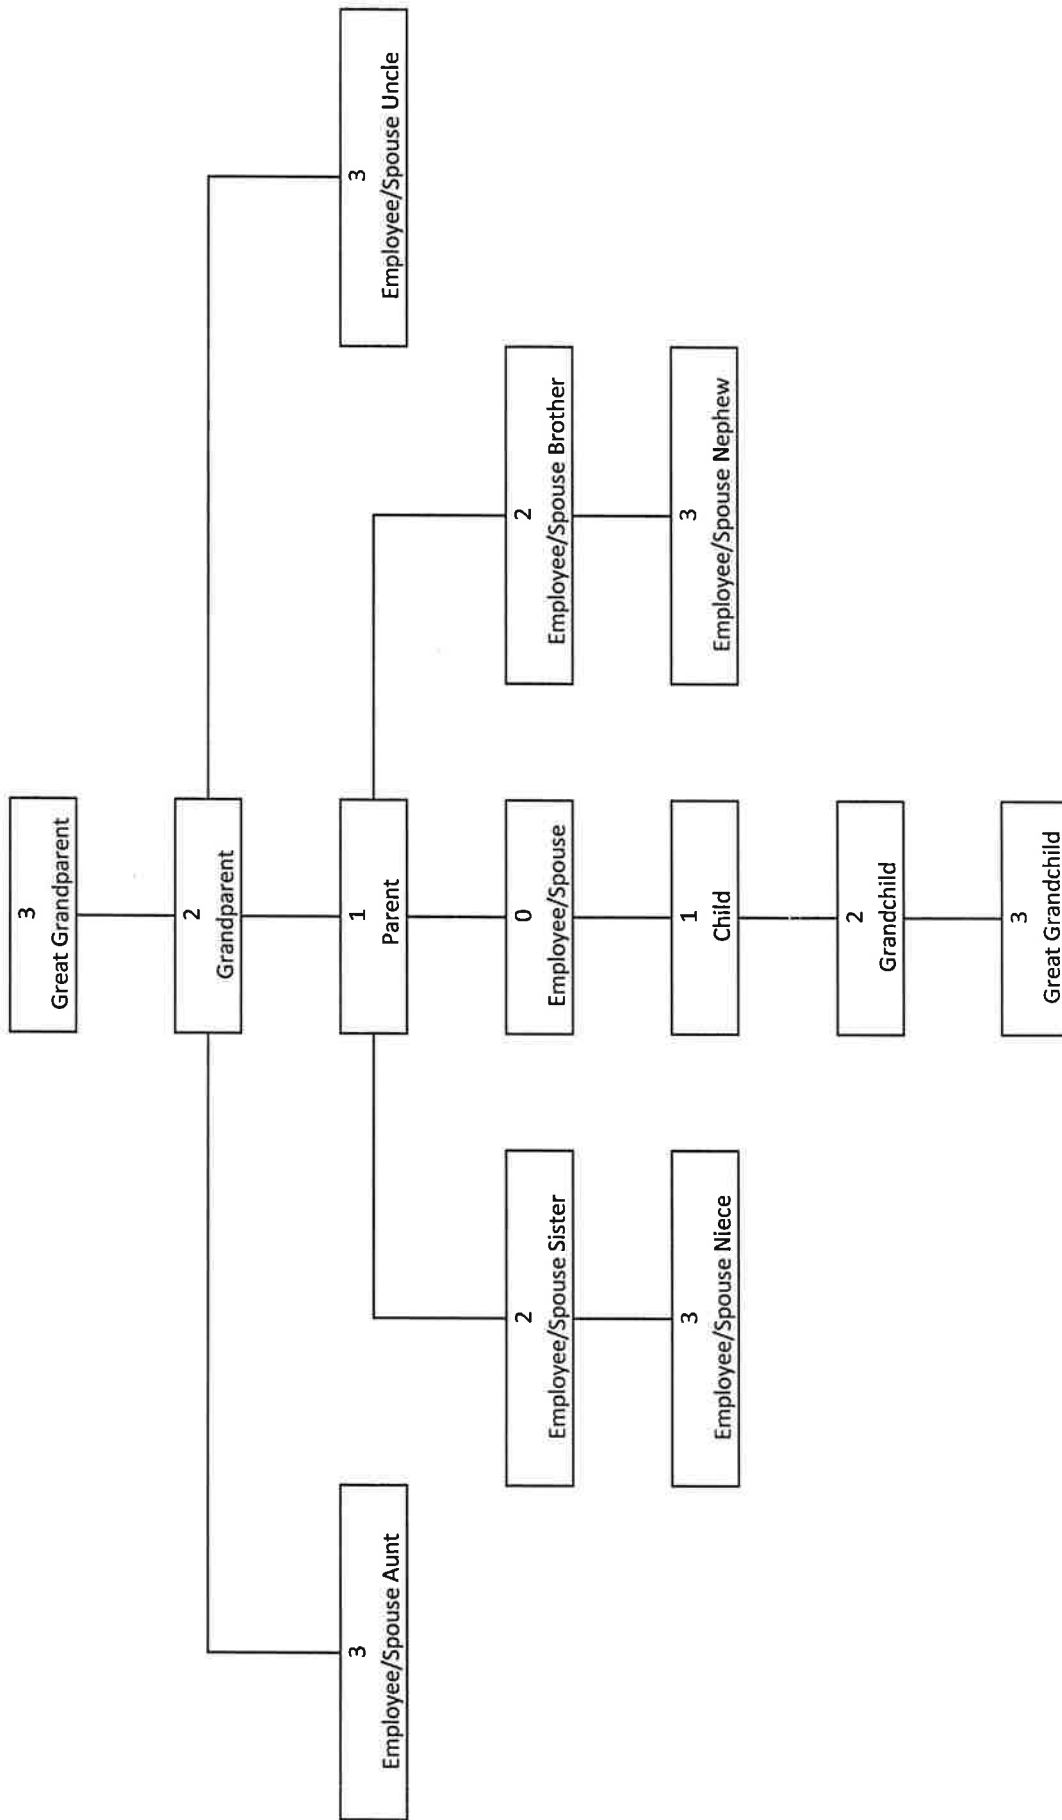 3
Great Grandparent
2
Grandparent
3
Employee/Spouse Aunt
1
Parent
3
Employee/Spouse Uncle
2
Employee/Spouse Sister
0
Employee/Spouse
2
Employee/Spouse Brother
3
Employee/Spouse Niece
1
Child
3
Employee/Spouse Nephew
2
Grandchild
3
Great Grandchild